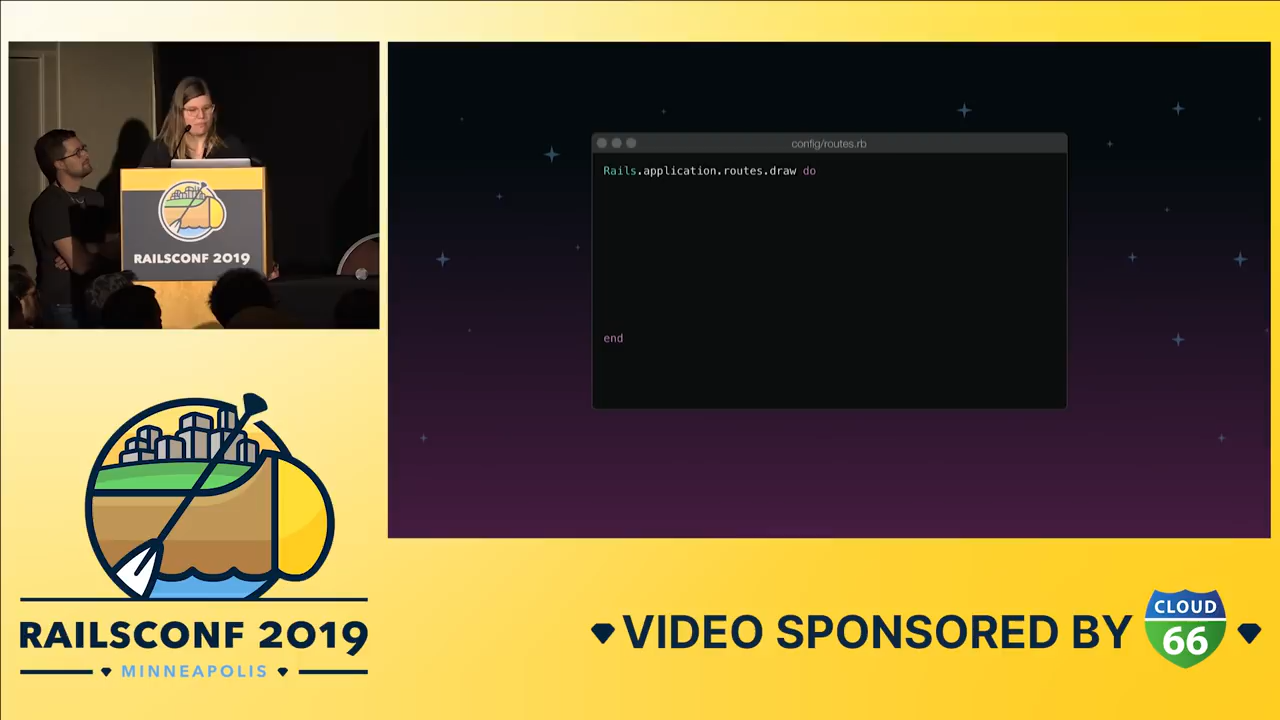 RAILSCONF 2019
config/routes.rb
Rails.application.routes.draw do
end
RAILSCONF 2019
MINNEAPOLIS
VIDEO SPONSORED BY
CLOUD
66